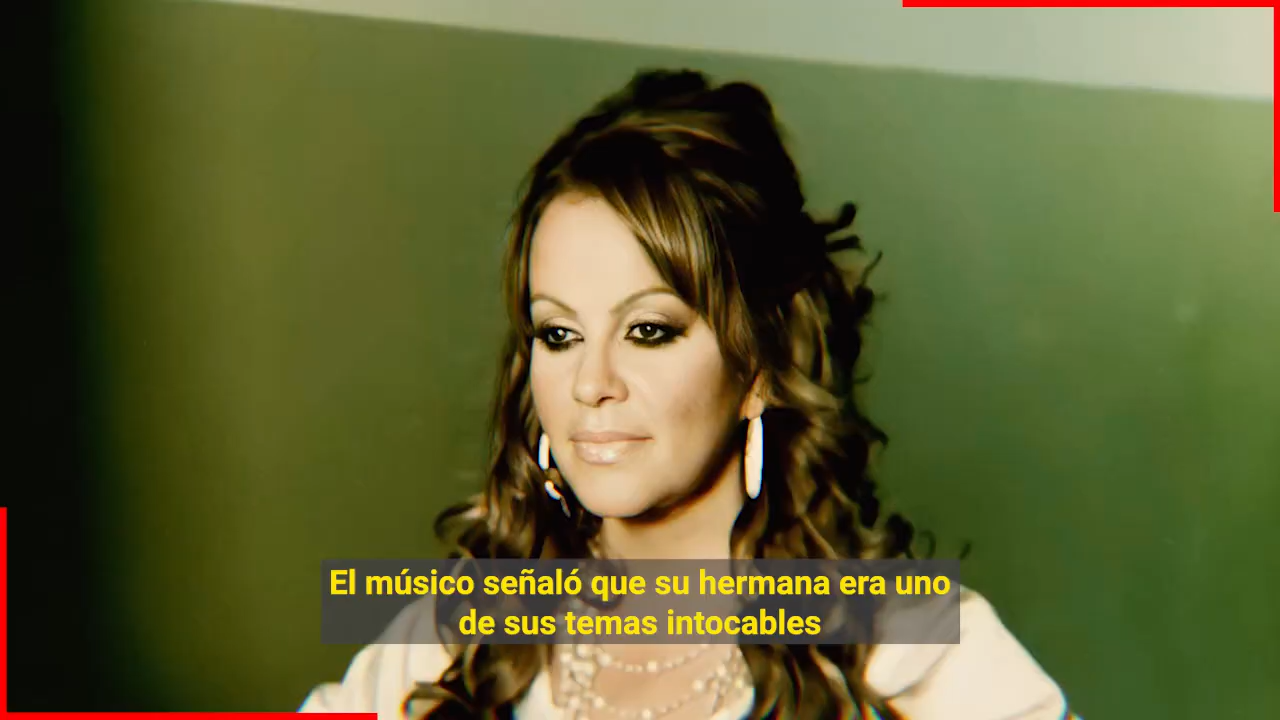 El músico señaló que su hermana era uno
de sus temas intocables